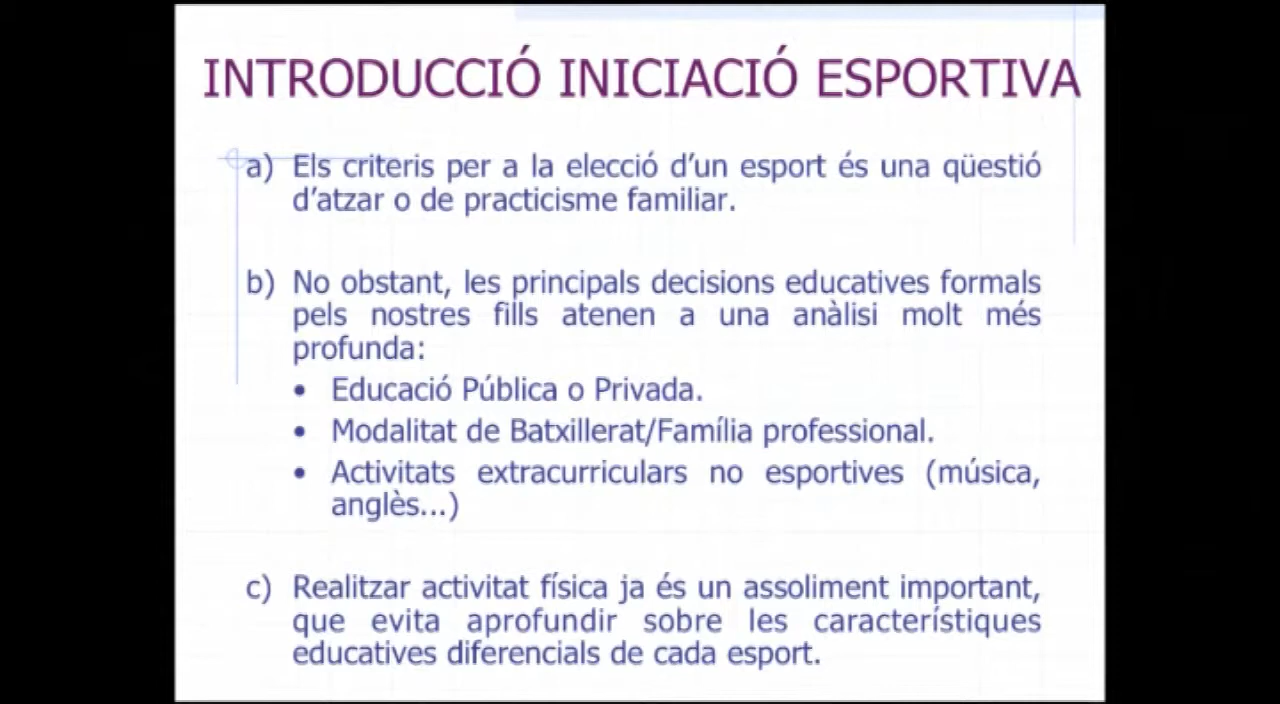 INTRODUCCIÓ INICIACIÓ ESPORTIVA
a) Els criteris per a la elecció d'un esport és una qüestió
d'atzar o de practicisme familiar.
b) No obstant, les principals decisions educatives formals
pels nostres fills atenen a una anàlisi molt més
profunda:
• Educació Pública o Privada.
• Modalitat de Batxillerat/Família professional.
• Activitats extracurriculars no esportives (música,
anglès...)
c) Realitzar activitat física ja és un assoliment important,
que evita aprofundir sobre les característiques
educatives diferencials de cada esport.